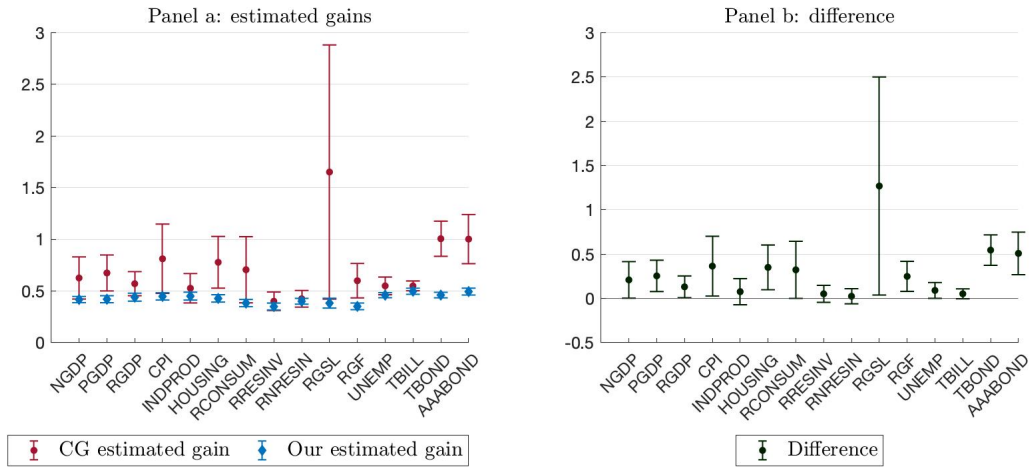 Panel a: estimated gains
3
2.5
2
1.5
1
0.5
0
NGDP
PGDP
RGDP
CPI
INDPROD
HOUSING
RCONSUM
RRESINV
RNRESIN
RGSL
RGF
UNEMP
TBILL
TBOND
AAABOND
CG estimated gain
Our estimated gain
Panel b: difference
3
2.5
2
1.5
1
0.5
0
-0.5
NGDP
PGDP
RGDP
CPI
INDPROD
HOUSING
RCONSUM
RRESINV
RNRESIN
RGSL
RGF
UNEMP
TBILL
TBOND
AAABOND
Difference